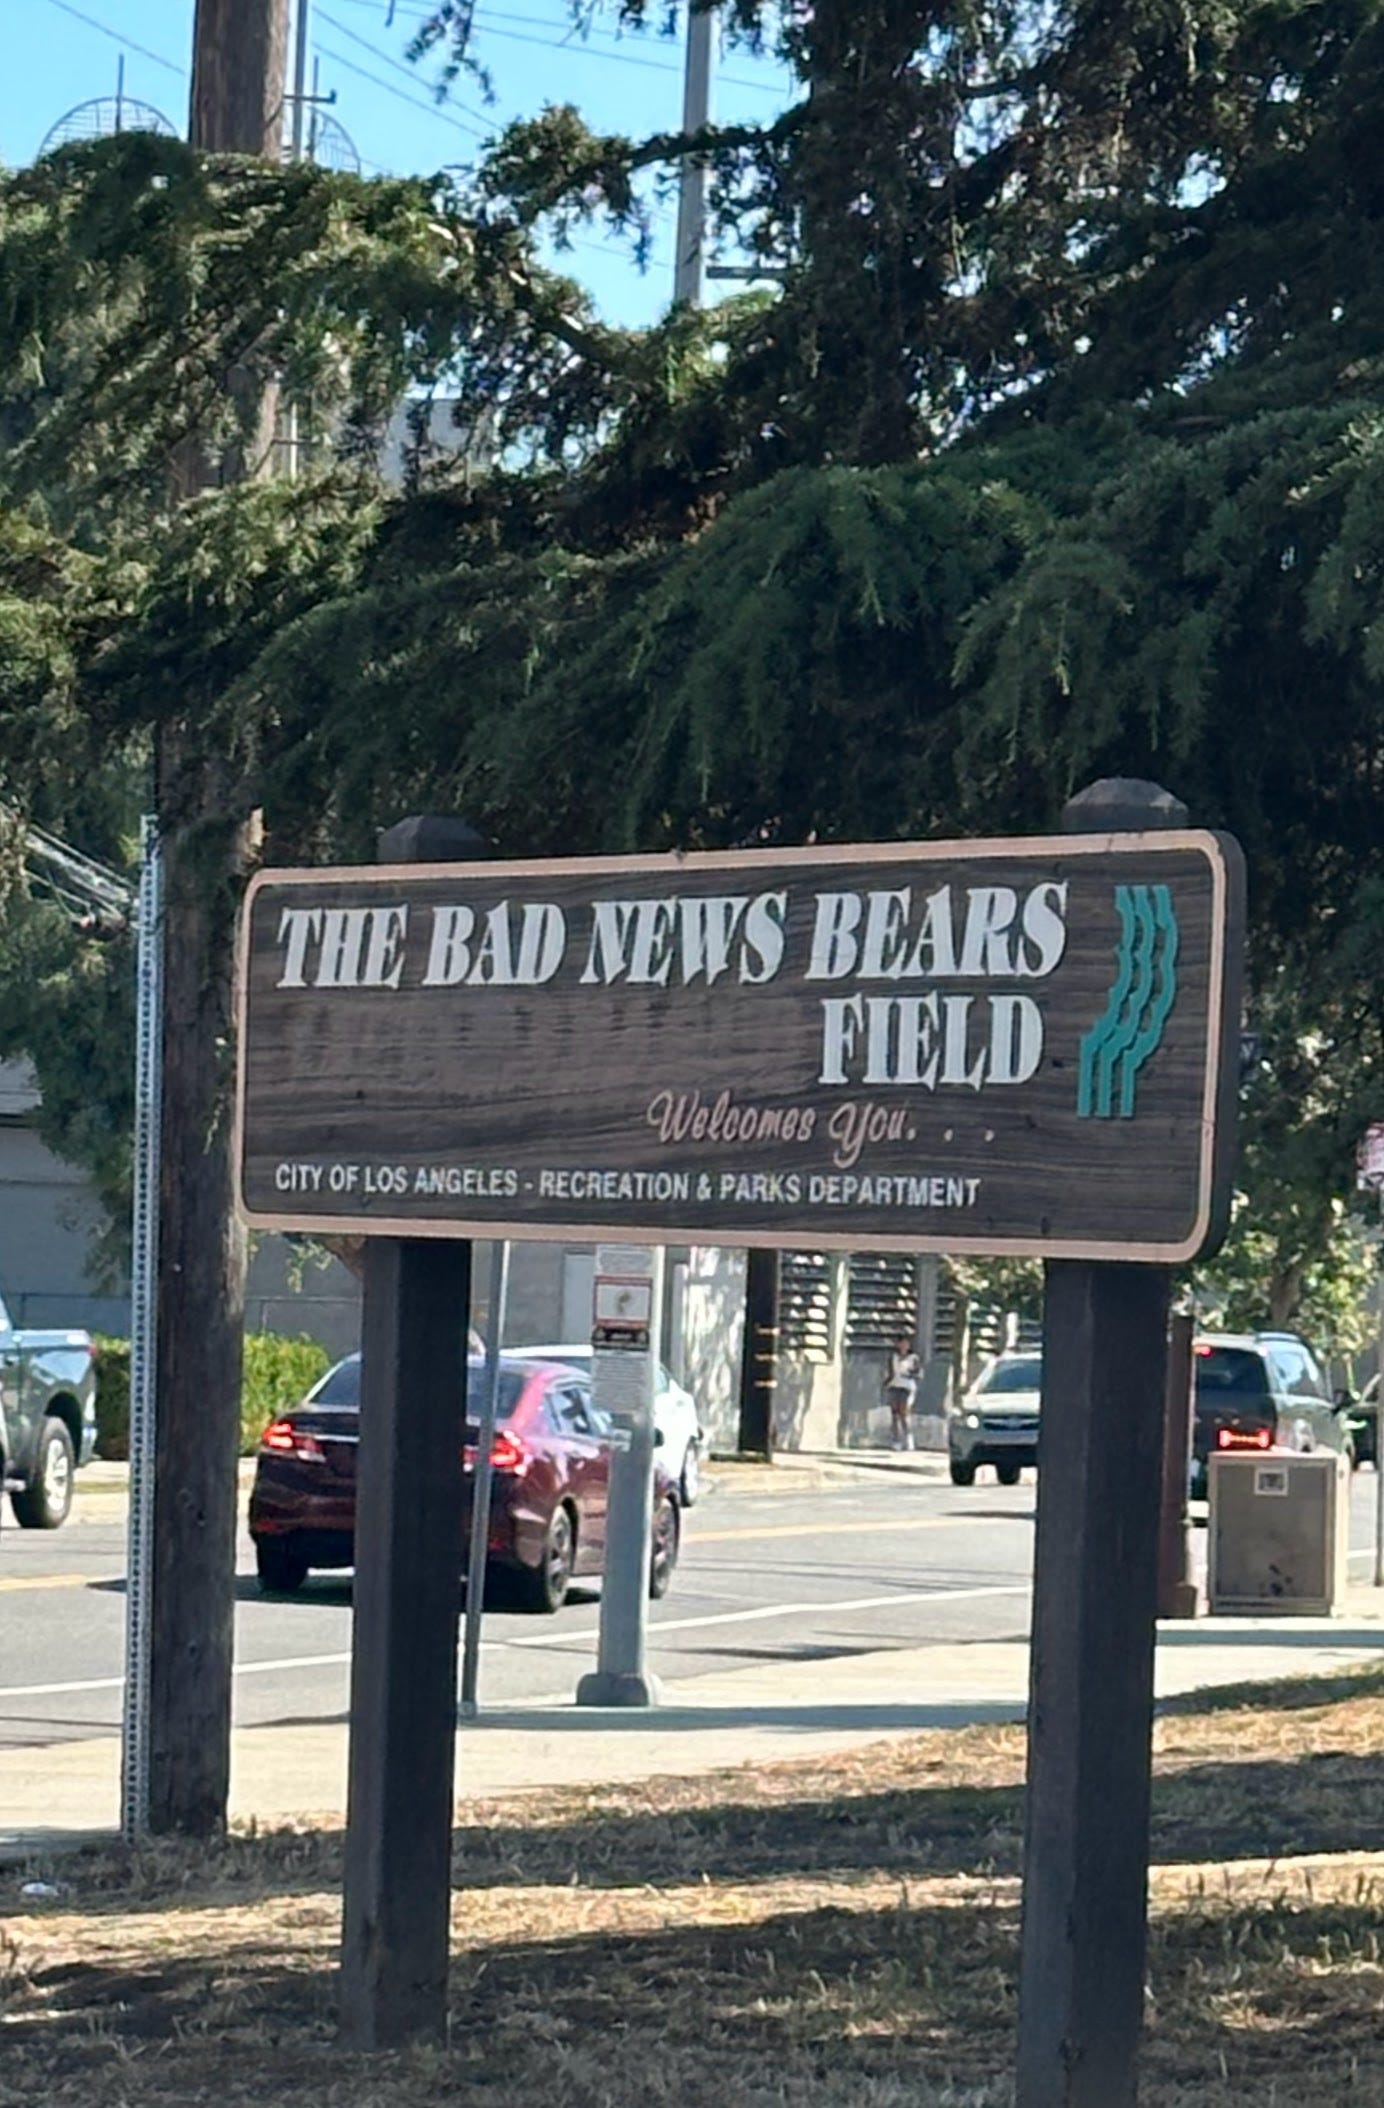 THE BAD NEWS BEARS
FIELD
Welcomes You. . .
CITY OF LOS ANGELES - RECREATION & PARKS DEPARTMENT